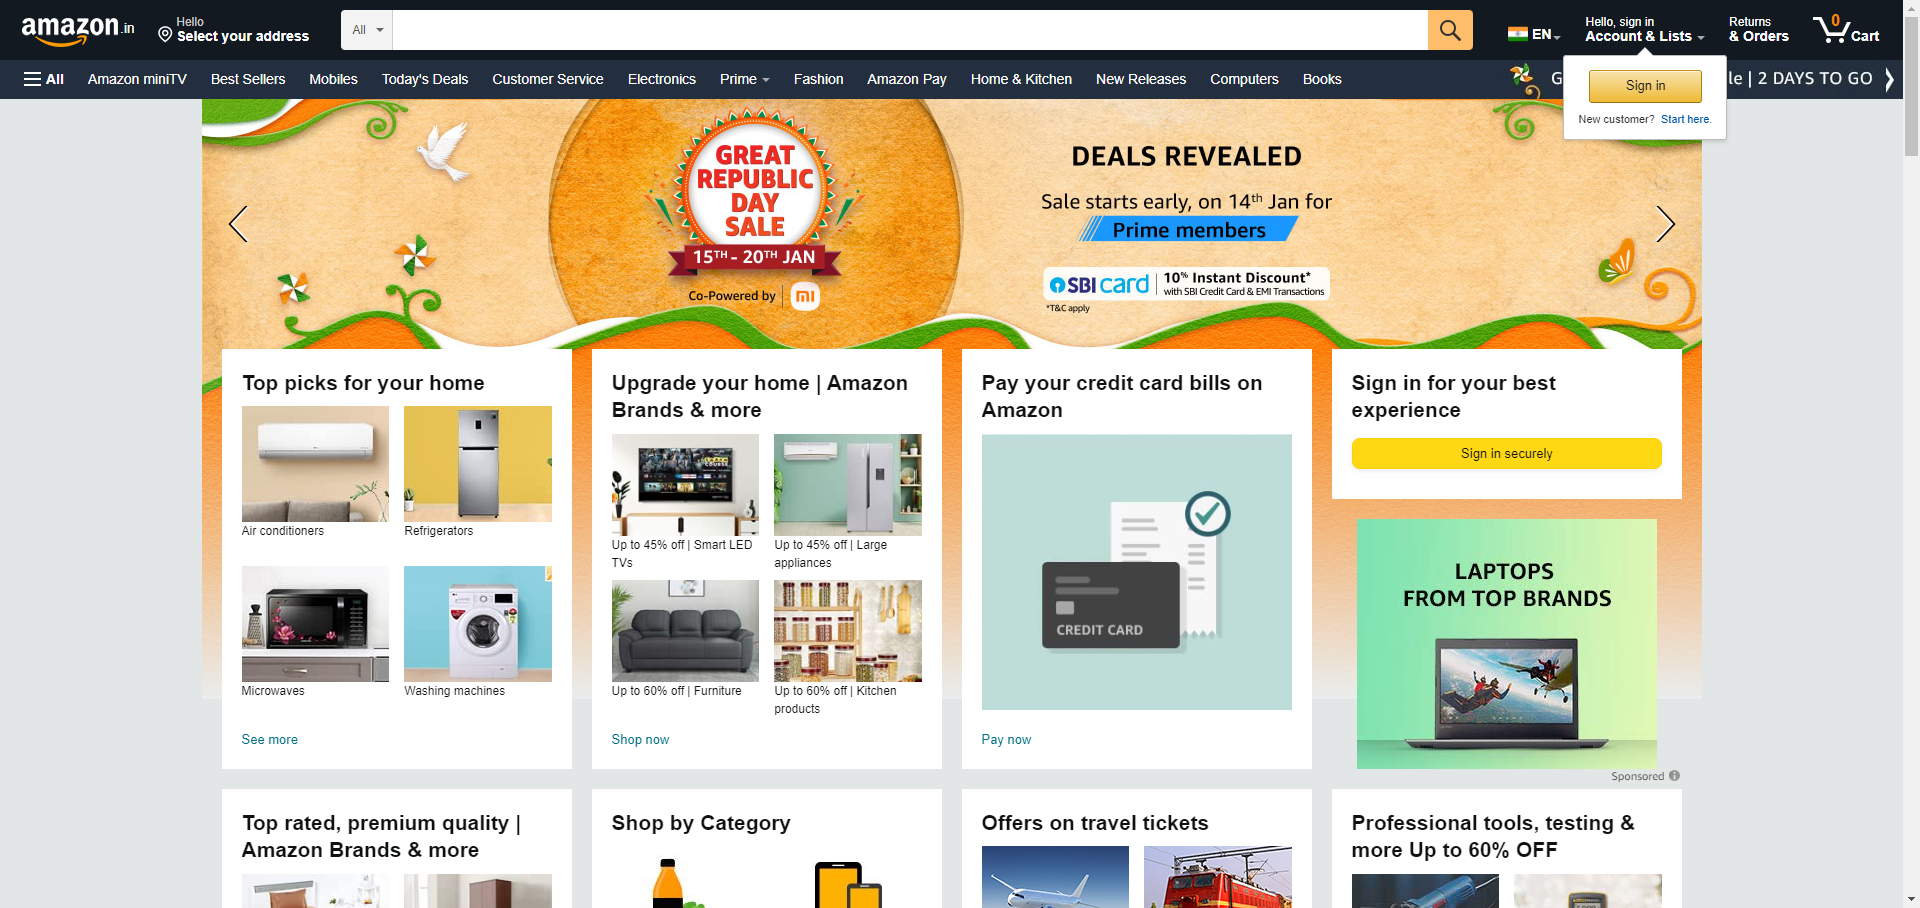 amazon.in
Hello
Select your address
All
EN
Hello, sign in
Account & Lists
Returns
& Orders
0
Cart
All
Amazon miniTV
Best Sellers
Mobiles
Today's Deals
Customer Service
Electronics
Prime
Fashion
Amazon Pay
Home & Kitchen
New Releases
Computers
Books
G
le | 2 DAYS TO GO
Sign in
New customer? Start here.
GREAT
REPUBLIC
DAY
SALE
15TH - 20TH JAN
Co-Powered by
mi
DEALS REVEALED
Sale starts early, on 14th Jan for
Prime members
SBI card
10% Instant Discount*
with SBI Credit Card & EMI Transactions
*T&C apply
Top picks for your home
Air conditioners
Refrigerators
Microwaves
Washing machines
See more
Upgrade your home | Amazon
Brands & more
Up to 45% off | Smart LED
TVs
Up to 45% off | Large
appliances
Up to 60% off | Furniture
Up to 60% off | Kitchen
products
Shop now
Pay your credit card bills on
Amazon
CREDIT CARD
Pay now
Sign in for your best
experience
Sign in securely
LAPTOPS
FROM TOP BRANDS
Sponsored
Top rated, premium quality |
Amazon Brands & more
Shop by Category
Offers on travel tickets
Professional tools, testing &
more Up to 60% OFF